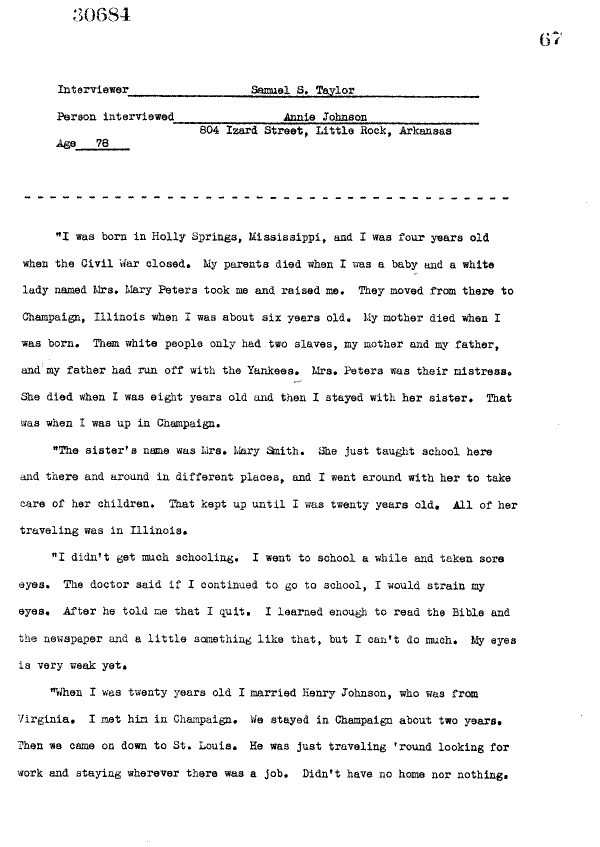 30684
67
Interviewer Samuel S. Taylor
Person interviewed Annie Johnson
804 Izard Street, Little Rock, Arkansas
Age 78
- - - - - - - - - - - - - - - - - - - - - - - - - - - - - - - - - - - - -
"I was born in Holly Springs, Mississippi, and I was four years old
when the Civil War closed. My parents died when I was a baby and a white
lady named Mrs. Mary Peters took me and raised me. They moved from there to
Champaign, Illinois when I was about six years old. My mother died when I
was born. Them white people only had two slaves, my mother and my father,
and my father had run off with the Yankees. Mrs. Peters was their mistress.
She died when I was eight years old and then I stayed with her sister. That
was when I was up in Champaign.
"The sister's name was Mrs. Mary Smith. She just taught school here
and there and around in different places, and I went around with her to take
care of her children. That kept up until I was twenty years old. All of her
traveling was in Illinois.
"I didn't get much schooling. I went to school a while and taken sore
eyes. The doctor said if I continued to go to school, I would strain my
eyes. After he told me that I quit. I learned enough to read the Bible and
the newspaper and a little something like that, but I can't do much. My eyes
is very weak yet.
"When I was twenty years old I married Henry Johnson, who was from
Virginia. I met him in Champaign. We stayed in Champaign about two years.
Then we came on down to St. Louis. He was just traveling 'round looking for
work and staying wherever there was a job. Didn't have no home nor nothing.